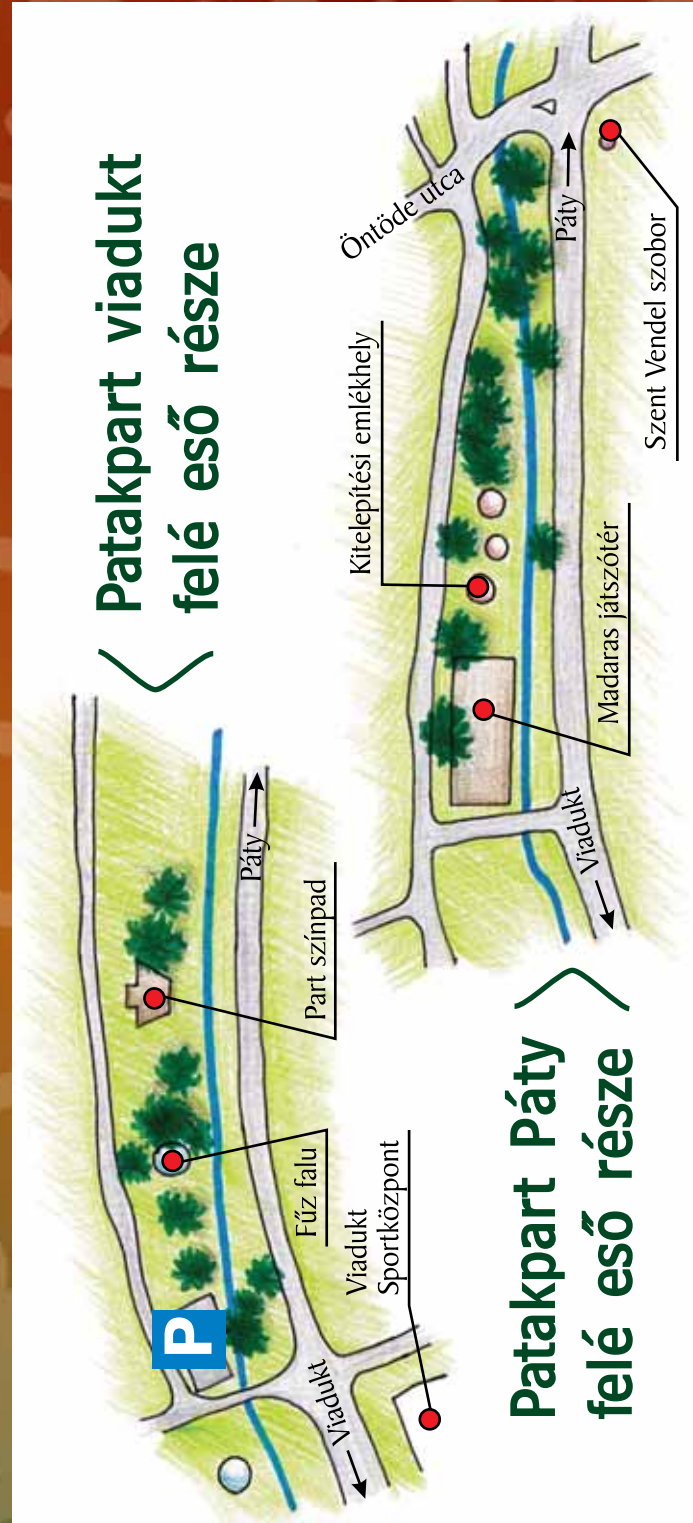 Patakpart viadukt
felé eső része
Part színpad
Páty
Fűz falu
Viadukt
Sportközpont
P
Viadukt
Patakpart Páty
felé eső része
Öntöde utca
Kitelepítési emlékhely
Páty
Szent Vendel szobor
Madaras játszótér
Viadukt